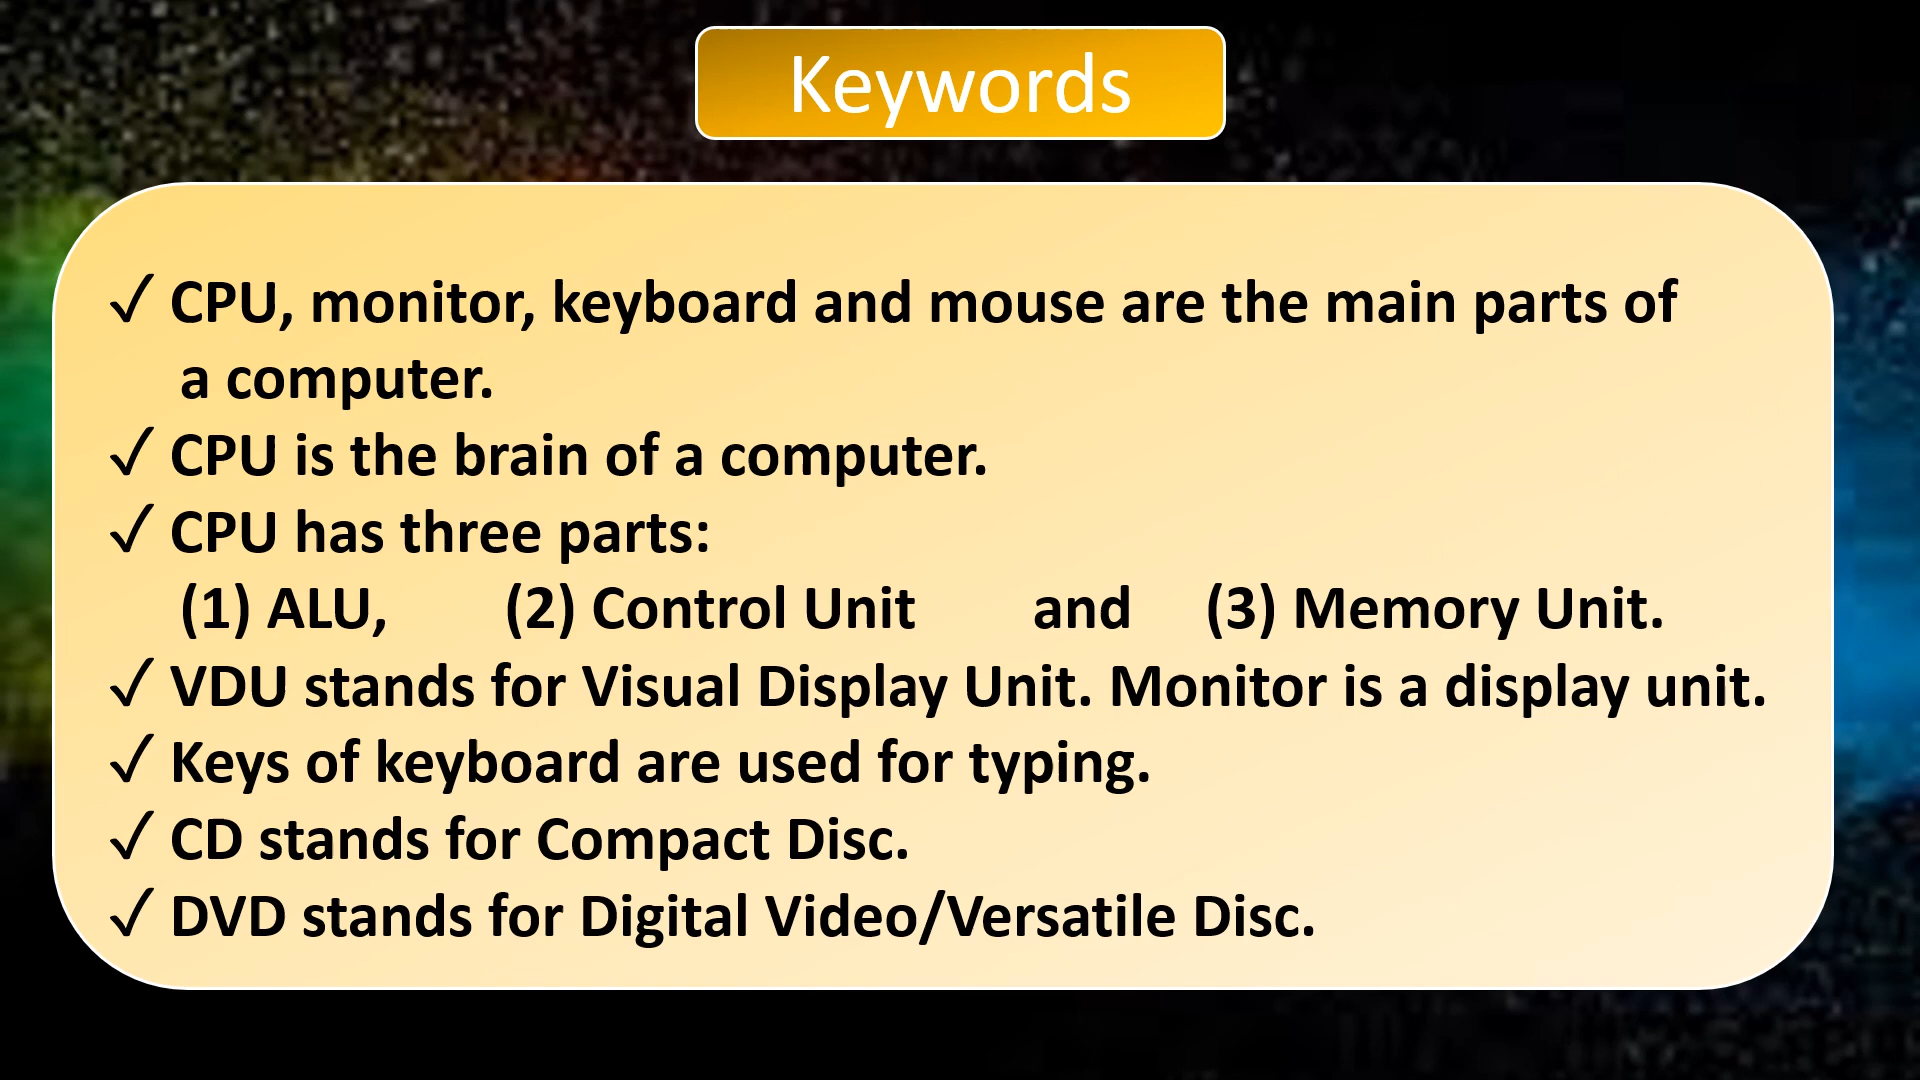 Keywords
✓ CPU, monitor, keyboard and mouse are the main parts of
a computer.
✓ CPU is the brain of a computer.
✓ CPU has three parts:
(1) ALU, (2) Control Unit and (3) Memory Unit.
✓ VDU stands for Visual Display Unit. Monitor is a display unit.
✓ Keys of keyboard are used for typing.
✓ CD stands for Compact Disc.
✓ DVD stands for Digital Video/Versatile Disc.